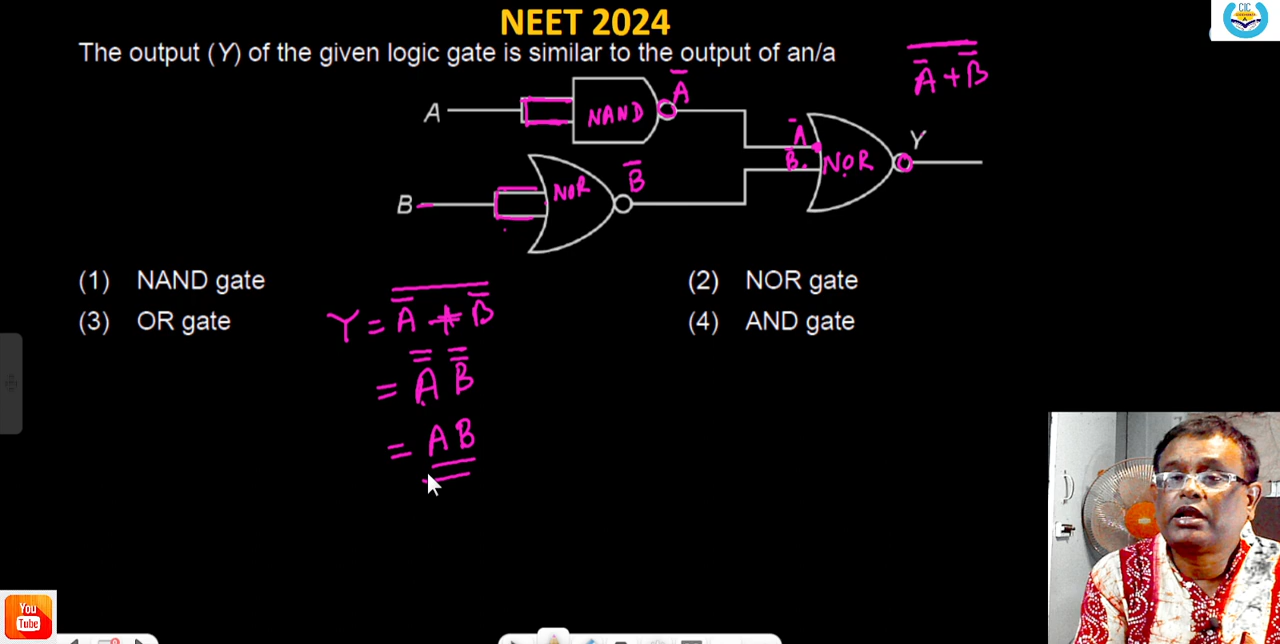 NEET 2024
CIC
The output (Y) of the given logic gate is similar to the output of an/a
A̅ + B̅
A
NAND
A̅
Y
A̅
B̅.
NOR
B
NOR
B̅
(1) NAND gate
(2) NOR gate
(3) OR gate
(4) AND gate
Y = A̅ + B̅
= A̿ B̿
= AB
You
Tube